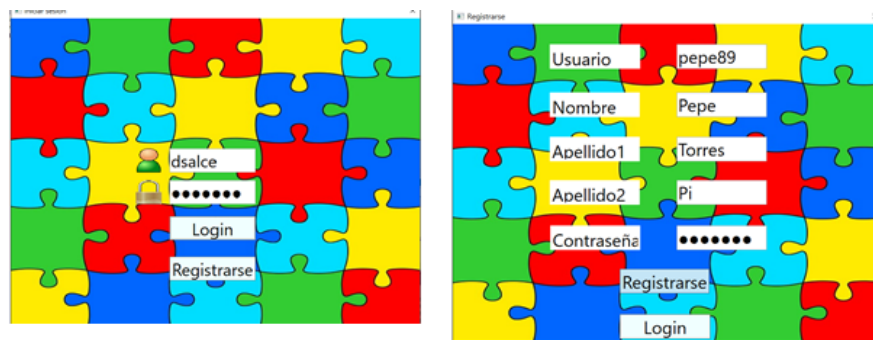 Iniciar sesión
dsalce
●●●●●●●
Login
Registrarse
Registrarse
Usuario pepe89
Nombre Pepe
Apellido1 Torres
Apellido2 Pi
Contraseña ●●●●●●●
Registrarse
Login